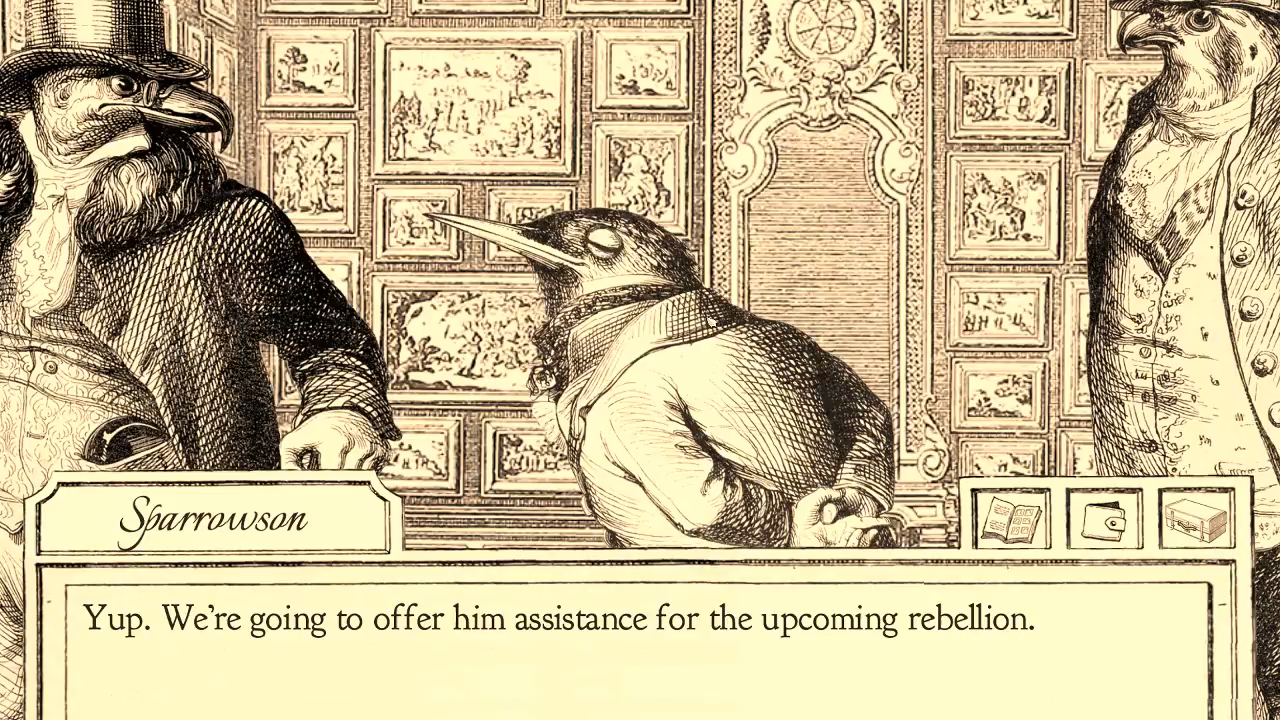 Sparrowson
Yup. We're going to offer him assistance for the upcoming rebellion.